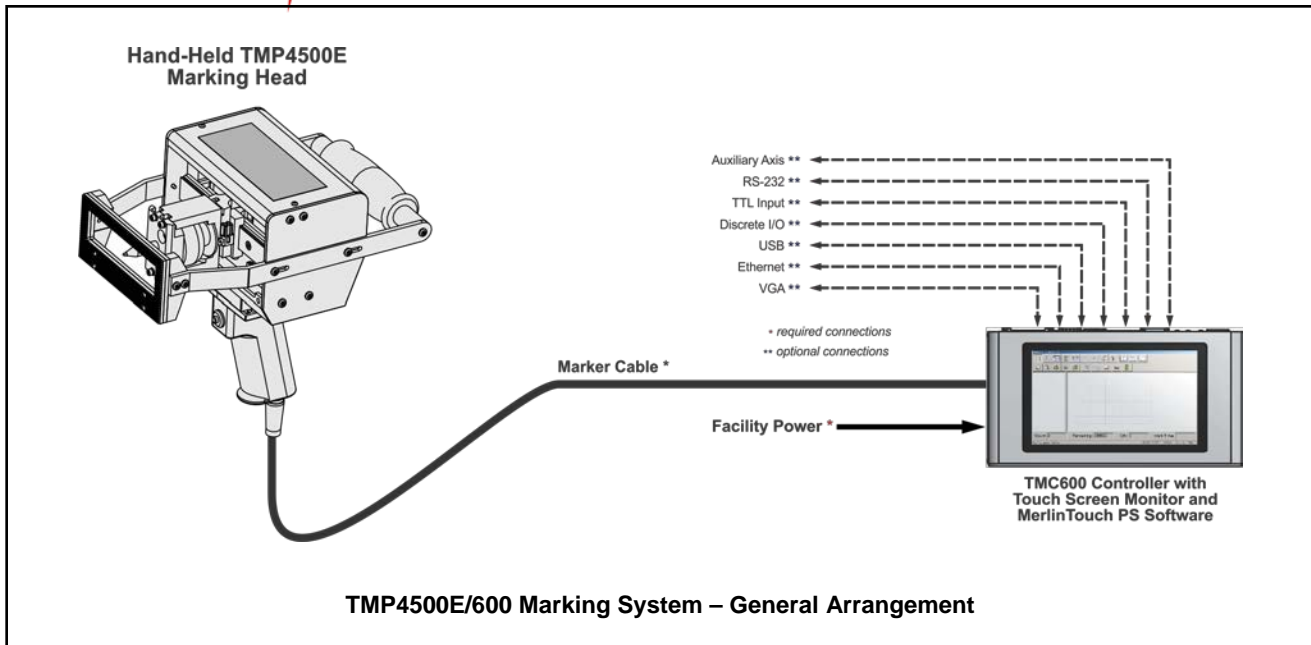 Hand-Held TMP4500E
Marking Head
Auxiliary Axis **
RS-232 **
TTL Input **
Discrete I/O **
USB **
Ethernet **
VGA **
* required connections
** optional connections
Marker Cable *
Facility Power *
TMC600 Controller with
Touch Screen Monitor and
MerlinTouch PS Software
TMP4500E/600 Marking System – General Arrangement